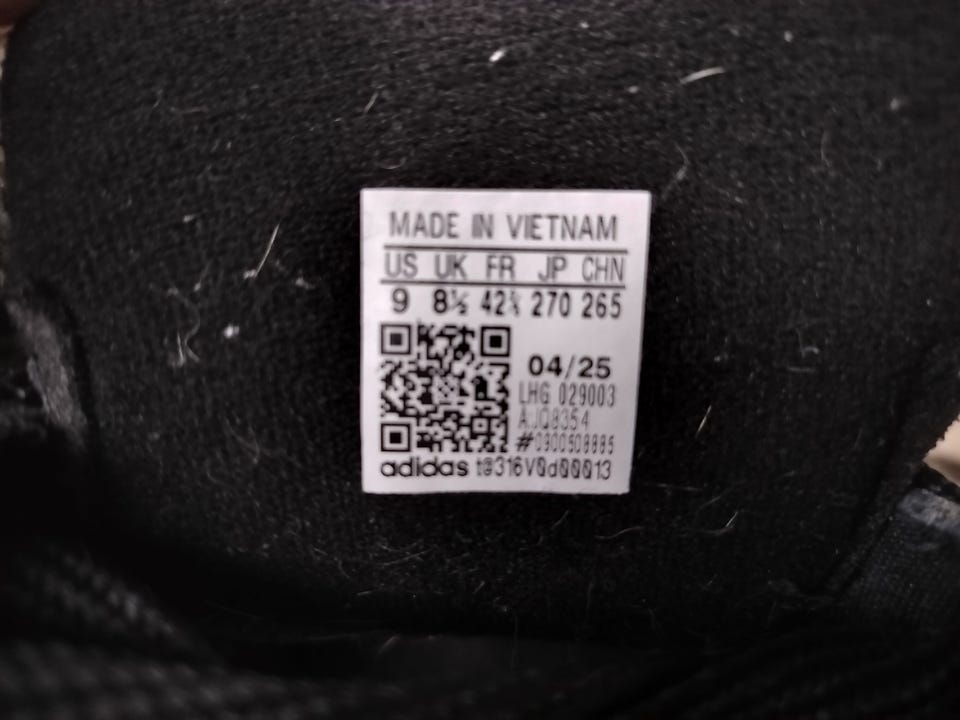 MADE IN VIETNAM
US UK FR JP CHN
9 8½ 42⅔ 270 265
04/25
LHG 029003
adidas